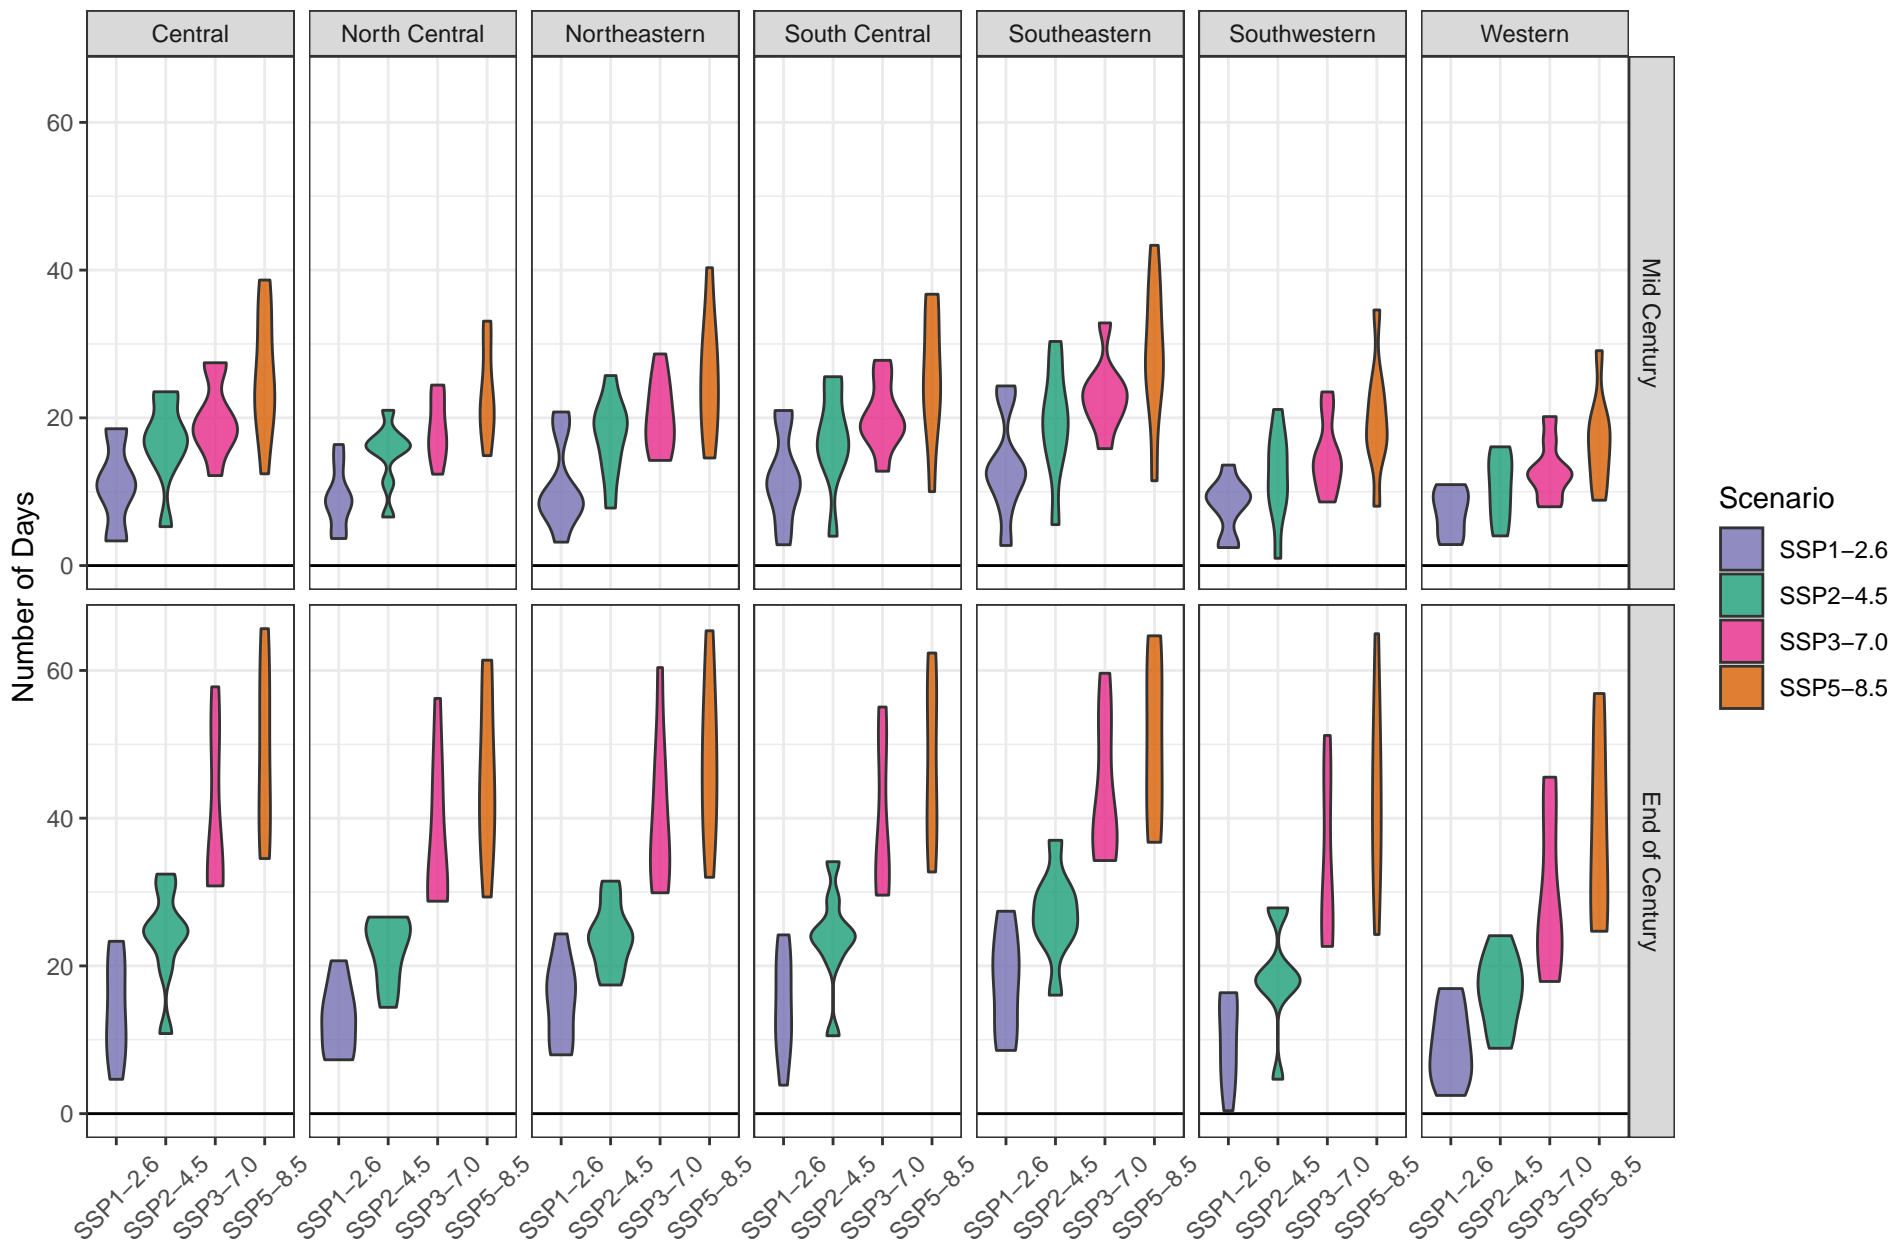 Central North Central Northeastern South Central Southeastern Southwestern Western
60
40
20
0
Mid Century
Number of Days
60
40
20
0
End of Century
SSP1−2.6 SSP2−4.5 SSP3−7.0 SSP5−8.5 SSP1−2.6 SSP2−4.5 SSP3−7.0 SSP5−8.5 SSP1−2.6 SSP2−4.5 SSP3−7.0 SSP5−8.5 SSP1−2.6 SSP2−4.5 SSP3−7.0 SSP5−8.5 SSP1−2.6 SSP2−4.5 SSP3−7.0 SSP5−8.5 SSP1−2.6 SSP2−4.5 SSP3−7.0 SSP5−8.5 SSP1−2.6 SSP2−4.5 SSP3−7.0 SSP5−8.5
Scenario
SSP1−2.6
SSP2−4.5
SSP3−7.0
SSP5−8.5